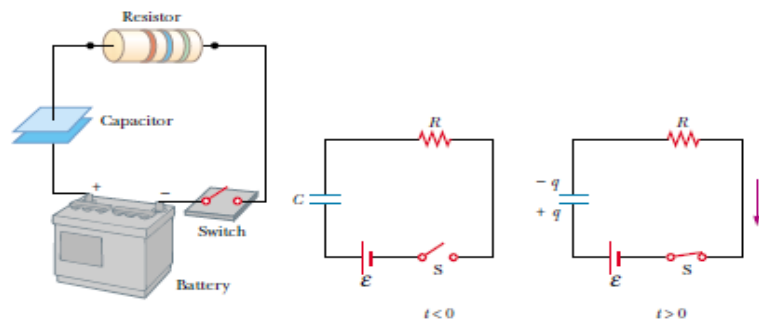 Resistor
Capacitor
+ −
Switch
Battery
R
C
ε
S
t < 0
R
− q
+ q
ε
S
t > 0